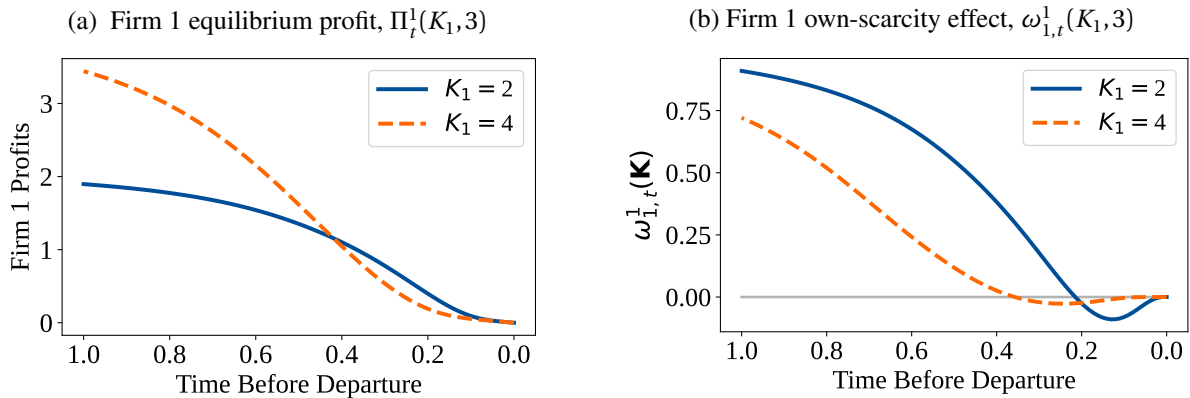 (a) Firm 1 equilibrium profit, Π¹ₜ(K₁,3)
Firm 1 Profits
3
2
1
0
K₁ = 2
K₁ = 4
1.0 0.8 0.6 0.4 0.2 0.0
Time Before Departure
(b) Firm 1 own-scarcity effect, ω¹₁,ₜ(K₁,3)
ω¹₁,ₜ(𝐊)
0.75
0.50
0.25
0.00
K₁ = 2
K₁ = 4
1.0 0.8 0.6 0.4 0.2 0.0
Time Before Departure